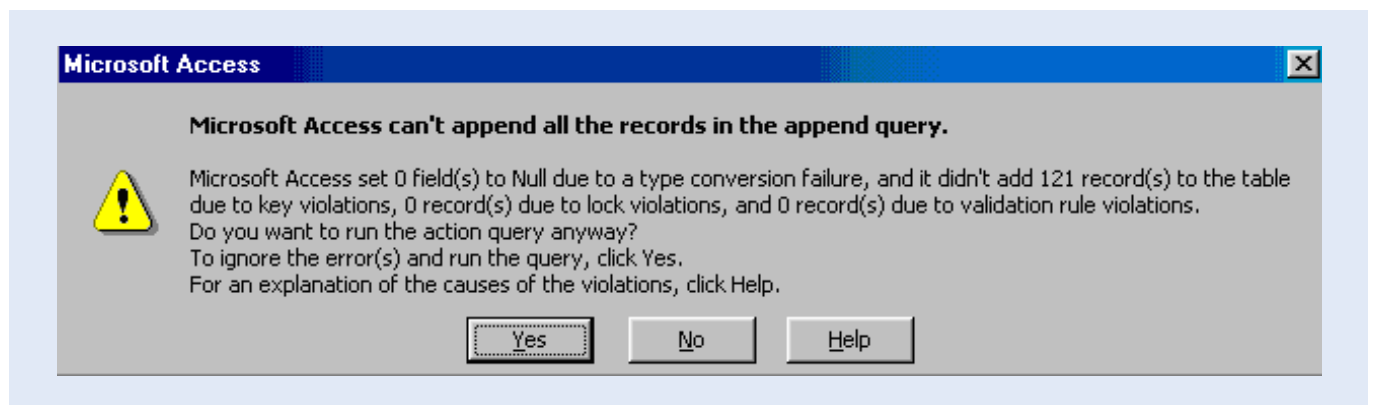 Microsoft Access
Microsoft Access can't append all the records in the append query.
Microsoft Access set 0 field(s) to Null due to a type conversion failure, and it didn't add 121 record(s) to the table
due to key violations, 0 record(s) due to lock violations, and 0 record(s) due to validation rule violations.
Do you want to run the action query anyway?
To ignore the error(s) and run the query, click Yes.
For an explanation of the causes of the violations, click Help.
Yes No Help